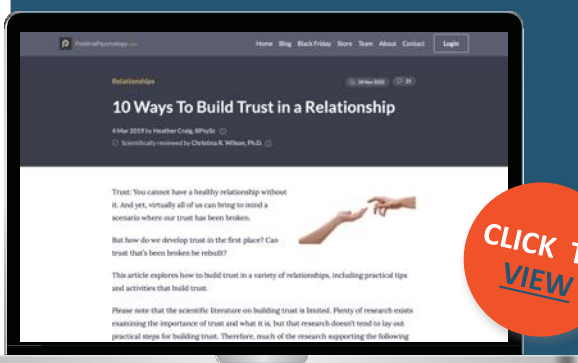 PositivePsychology.com
Home Blog Black Friday Store Team About Contact Login
Relationships
18 Nov 2022 21
10 Ways To Build Trust in a Relationship
4 Mar 2019 by Heather Craig, BPsySc
Scientifically reviewed by Christina R. Wilson, Ph.D.
Trust: You cannot have a healthy relationship without
it. And yet, virtually all of us can bring to mind a
scenario where our trust has been broken.
But how do we develop trust in the first place? Can
trust that's been broken be rebuilt?
This article explores how to build trust in a variety of relationships, including practical tips
and activities that build trust.
Please note that the scientific literature on building trust is limited. Plenty of research exists
examining the importance of trust and what it is, but that research doesn't tend to lay out
practical steps for building trust. Therefore, much of the research supporting the following
CLICK T
VIEW